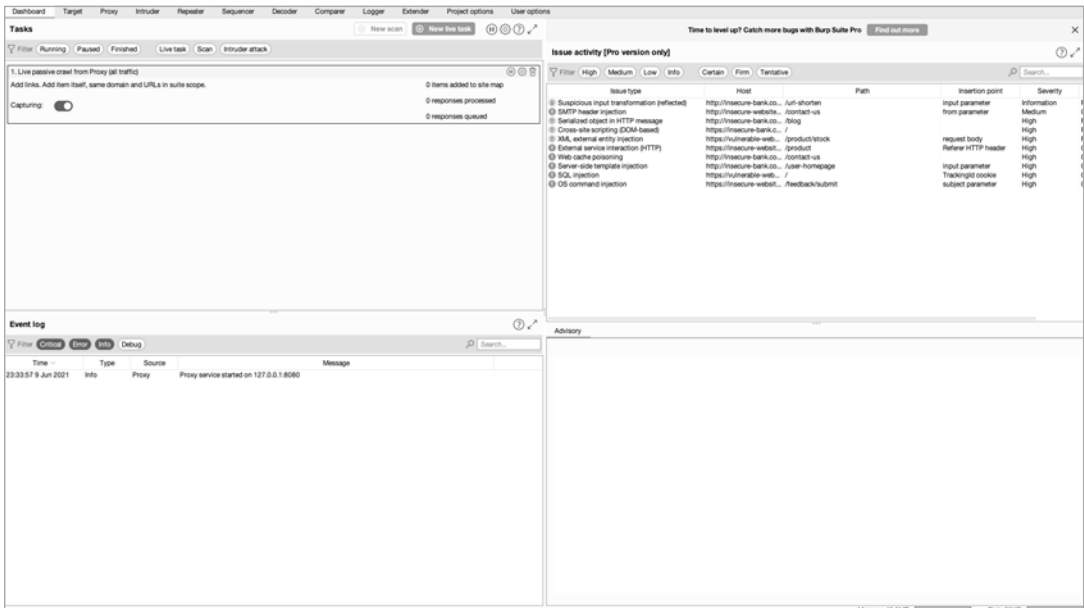 Dashboard Target Proxy Intruder Repeater Sequencer Decoder Comparer Logger Extender Project options User options
Tasks
New scan New live task
Filter Running Paused Finished Live task Scan Intruder attack
1. Live passive crawl from Proxy (all traffic)
Add links. Add item itself, same domain and URLs in suite scope.
0 items added to site map
Capturing:
0 responses processed
0 responses queued
Event log
Filter Critical Error Info Debug Search...
Time Type Source Message
23:33:57 9 Jun 2021 Info Proxy Proxy service started on 127.0.0.1:8080
Time to level up? Catch more bugs with Burp Suite Pro Find out more
Issue activity [Pro version only]
Filter High Medium Low Info Certain Firm Tentative Search...
Issue type Host Path Insertion point Severity
Suspicious input transformation (reflected) http://insecure-bank.co... /url-shorten input parameter Information
SMTP header injection http://insecure-website... /contact-us from parameter Medium
Serialized object in HTTP message http://insecure-bank.co... /blog High
Cross-site scripting (DOM-based) https://insecure-bank.c... / High
XML external entity injection https://vulnerable-web... /product/stock request body High
External service interaction (HTTP) https://insecure-websit... /product Referer HTTP header High
Web cache poisoning http://insecure-bank.co... /contact-us High
Server-side template injection http://insecure-bank.co... /user-homepage input parameter High
SQL injection https://vulnerable-web... / TrackingId cookie High
OS command injection https://insecure-websit... /feedback/submit subject parameter High
Advisory